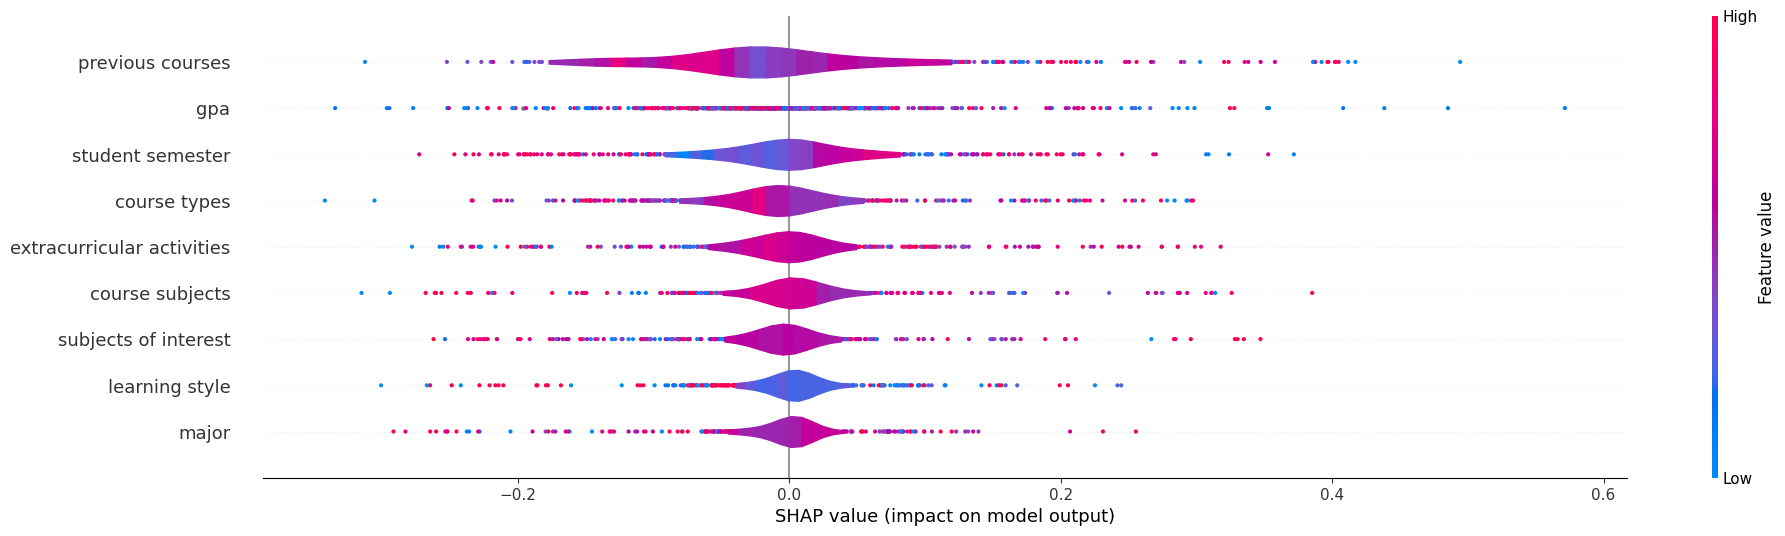 High
previous courses
gpa
student semester
course types
extracurricular activities
course subjects
subjects of interest
learning style
major
Feature value
Low
−0.2 0.0 0.2 0.4 0.6
SHAP value (impact on model output)